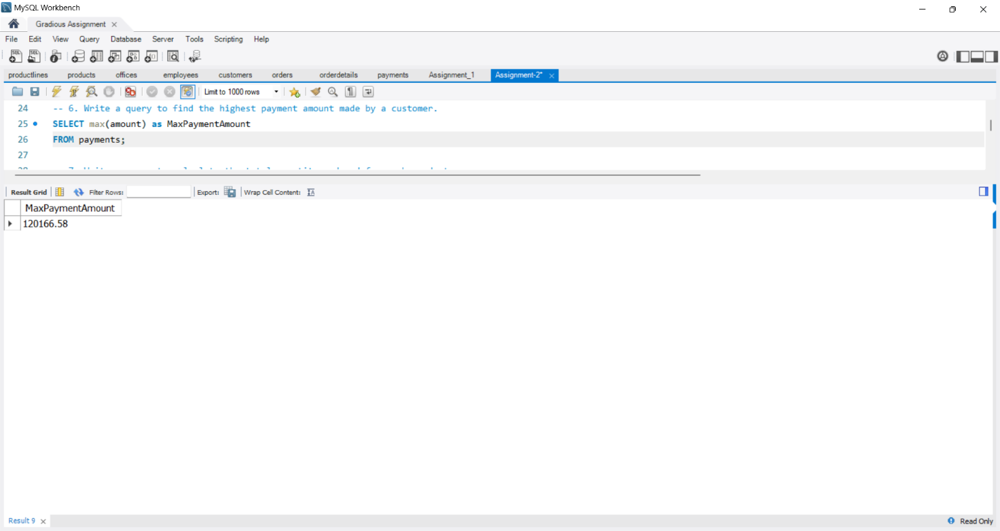 MySQL Workbench
Gradious Assignment
File Edit View Query Database Server Tools Scripting Help
productlines products offices employees customers orders orderdetails payments Assignment_1 Assignment-2*
Limit to 1000 rows
24 -- 6. Write a query to find the highest payment amount made by a customer.
25 SELECT max(amount) as MaxPaymentAmount
26 FROM payments;
27
Result Grid Filter Rows: Export: Wrap Cell Content:
MaxPaymentAmount
120166.58
Result 9 Read Only